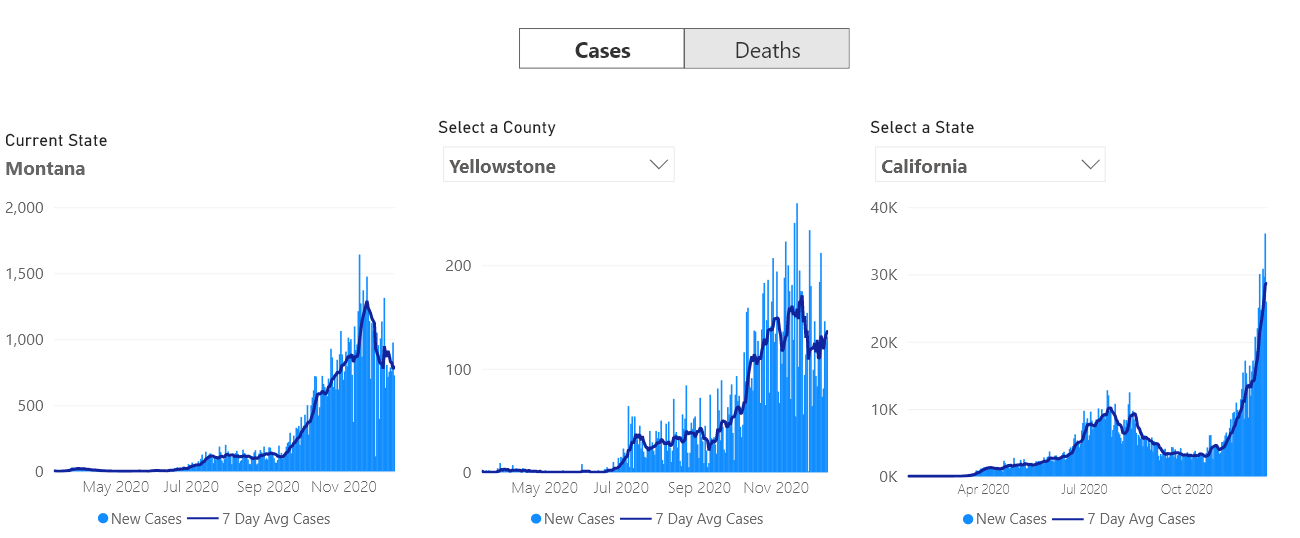 Cases Deaths
Current State
Montana
2,000
1,500
1,000
500
0
May 2020 Jul 2020 Sep 2020 Nov 2020
New Cases 7 Day Avg Cases
Select a County
Yellowstone
200
100
0
May 2020 Jul 2020 Sep 2020 Nov 2020
New Cases 7 Day Avg Cases
Select a State
California
40K
30K
20K
10K
0K
Apr 2020 Jul 2020 Oct 2020
New Cases 7 Day Avg Cases